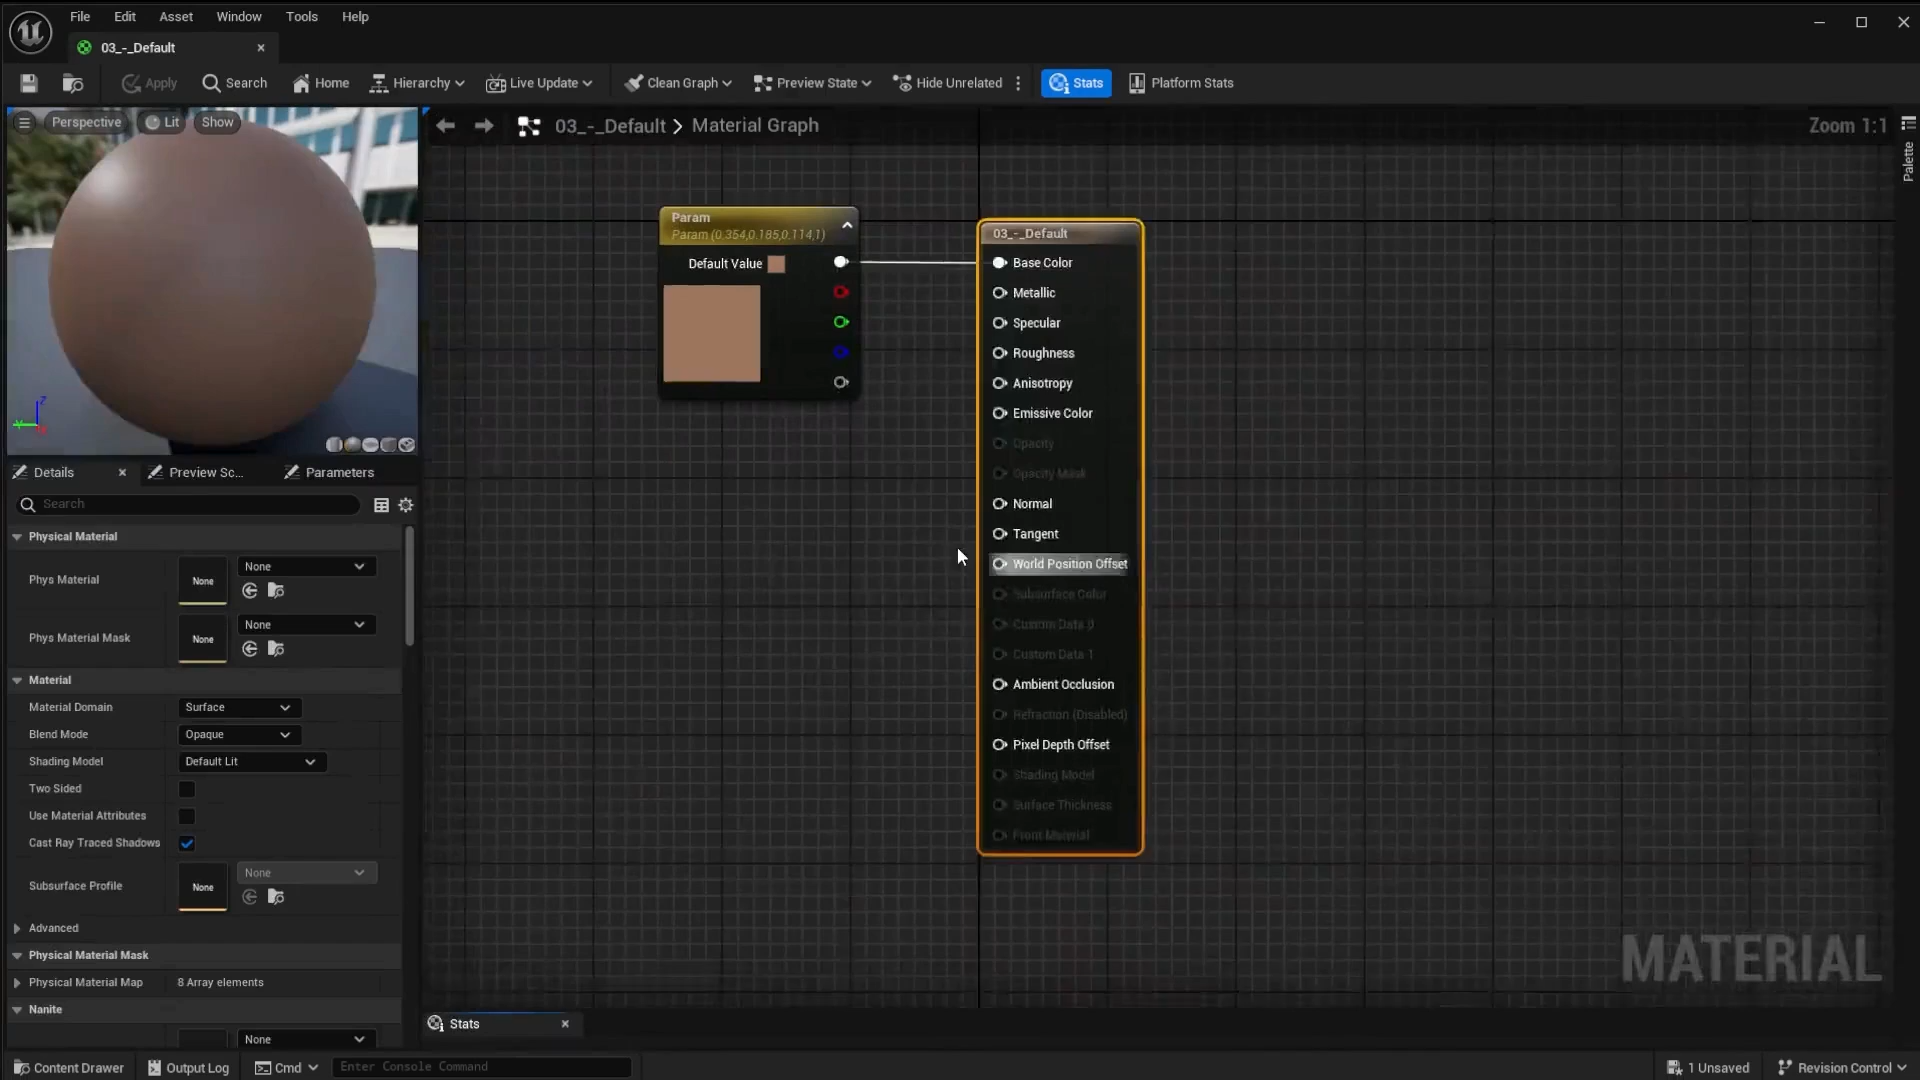 File Edit Asset Window Tools Help
03_-_Default
Apply Search Home Hierarchy Live Update Clean Graph Preview State Hide Unrelated Stats Platform Stats
Perspective Lit Show
03_-_Default > Material Graph
Zoom 1:1
Palette
Param
Param (0.354,0.185,0.114,1)
Default Value
03_-_Default
Base Color
Metallic
Specular
Roughness
Anisotropy
Emissive Color
Opacity
Opacity Mask
Normal
Tangent
World Position Offset
Subsurface Color
Custom Data 0
Custom Data 1
Ambient Occlusion
Refraction (Disabled)
Pixel Depth Offset
Shading Model
Surface Thickness
Front Material
Z
Details Preview Sc... Parameters
Search
Physical Material
Phys Material None None
Phys Material Mask None None
Material
Material Domain Surface
Blend Mode Opaque
Shading Model Default Lit
Two Sided
Use Material Attributes
Cast Ray Traced Shadows
Subsurface Profile None None
Advanced
Physical Material Mask
Physical Material Map 8 Array elements
Nanite
None
MATERIAL
Stats
Content Drawer Output Log Cmd Enter Console Command 1 Unsaved Revision Control